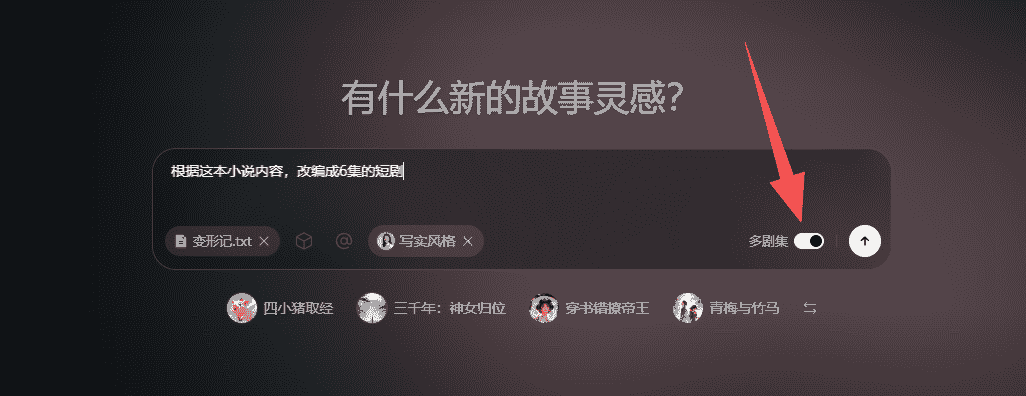 有什么新的故事灵感？
根据这本小说内容，改编成6集的短剧
变形记.txt 写实风格 多剧集
四小猪取经 三千年：神女归位 穿书错撩帝王 青梅与竹马